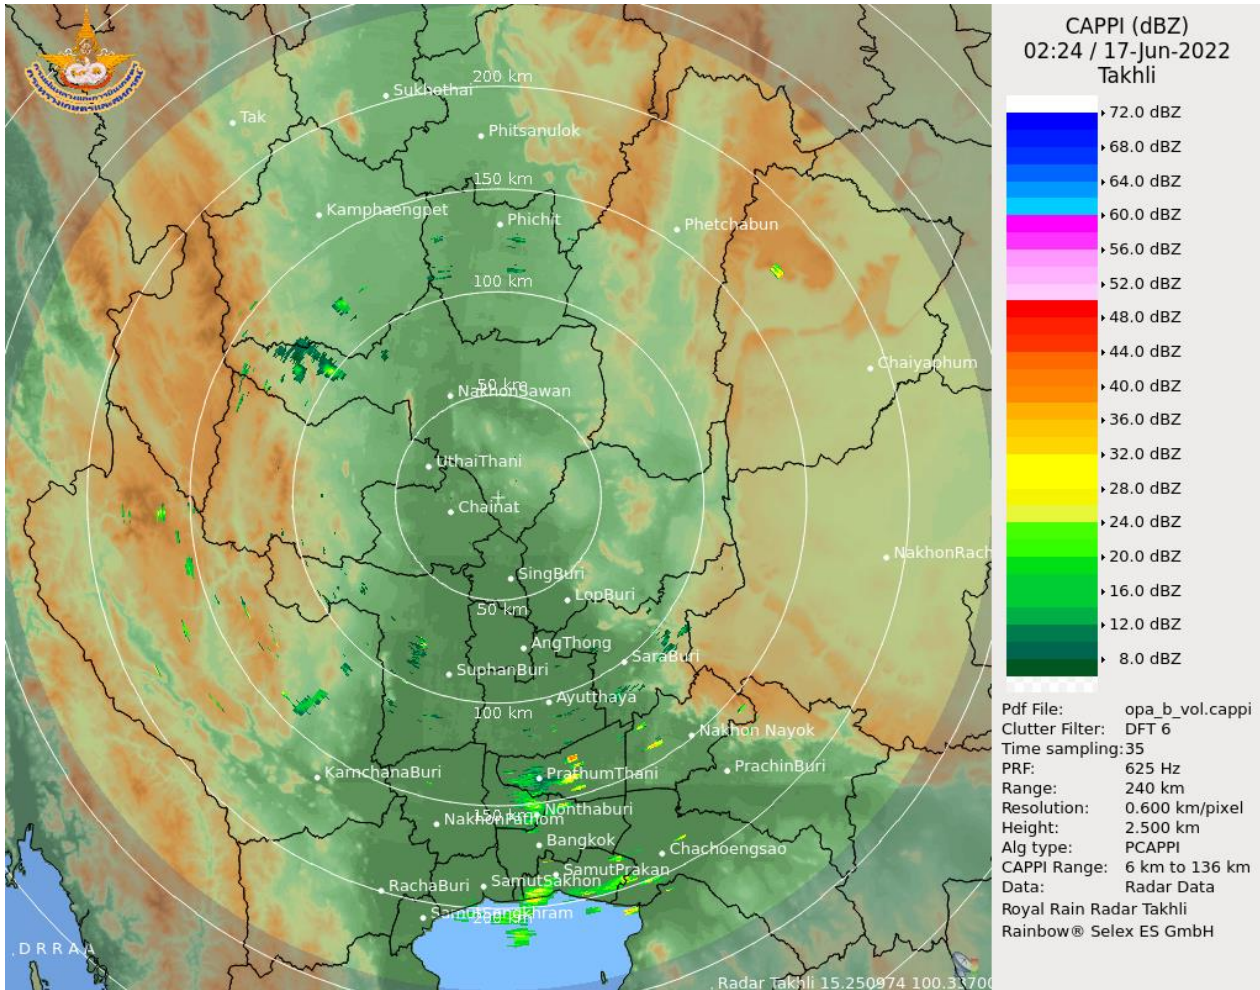 CAPPI (dBZ)
02:24 / 17-Jun-2022
Takhli
72.0 dBZ
68.0 dBZ
64.0 dBZ
60.0 dBZ
56.0 dBZ
52.0 dBZ
48.0 dBZ
44.0 dBZ
40.0 dBZ
36.0 dBZ
32.0 dBZ
28.0 dBZ
24.0 dBZ
20.0 dBZ
16.0 dBZ
12.0 dBZ
8.0 dBZ
Pdf File: opa_b_vol.cappi
Clutter Filter: DFT 6
Time sampling:35
PRF: 625 Hz
Range: 240 km
Resolution: 0.600 km/pixel
Height: 2.500 km
Alg type: PCAPPI
CAPPI Range: 6 km to 136 km
Data: Radar Data
Royal Rain Radar Takhli
Rainbow® Selex ES GmbH
200 km
Sukhothai
Tak
Phitsanulok
150 km
Kamphaengpet
Phichit
Phetchabun
100 km
Chaiyaphum
50 km
NakhonSawan
UthaiThani
Chainat
NakhonRach
SingBuri
LopBuri
50 km
AngThong
SaraBuri
SuphanBuri
Ayutthaya
100 km
Nakhon Nayok
KarnchanaBuri
PrathumThani
PrachinBuri
150 km
Nonthaburi
NakhonPathom
Bangkok
Chachoengsao
SamutPrakan
RachaBuri
SamutSakhon
SamutSongkhram
200 km
D R R A A
Radar Takhli 15.250974 100.33700